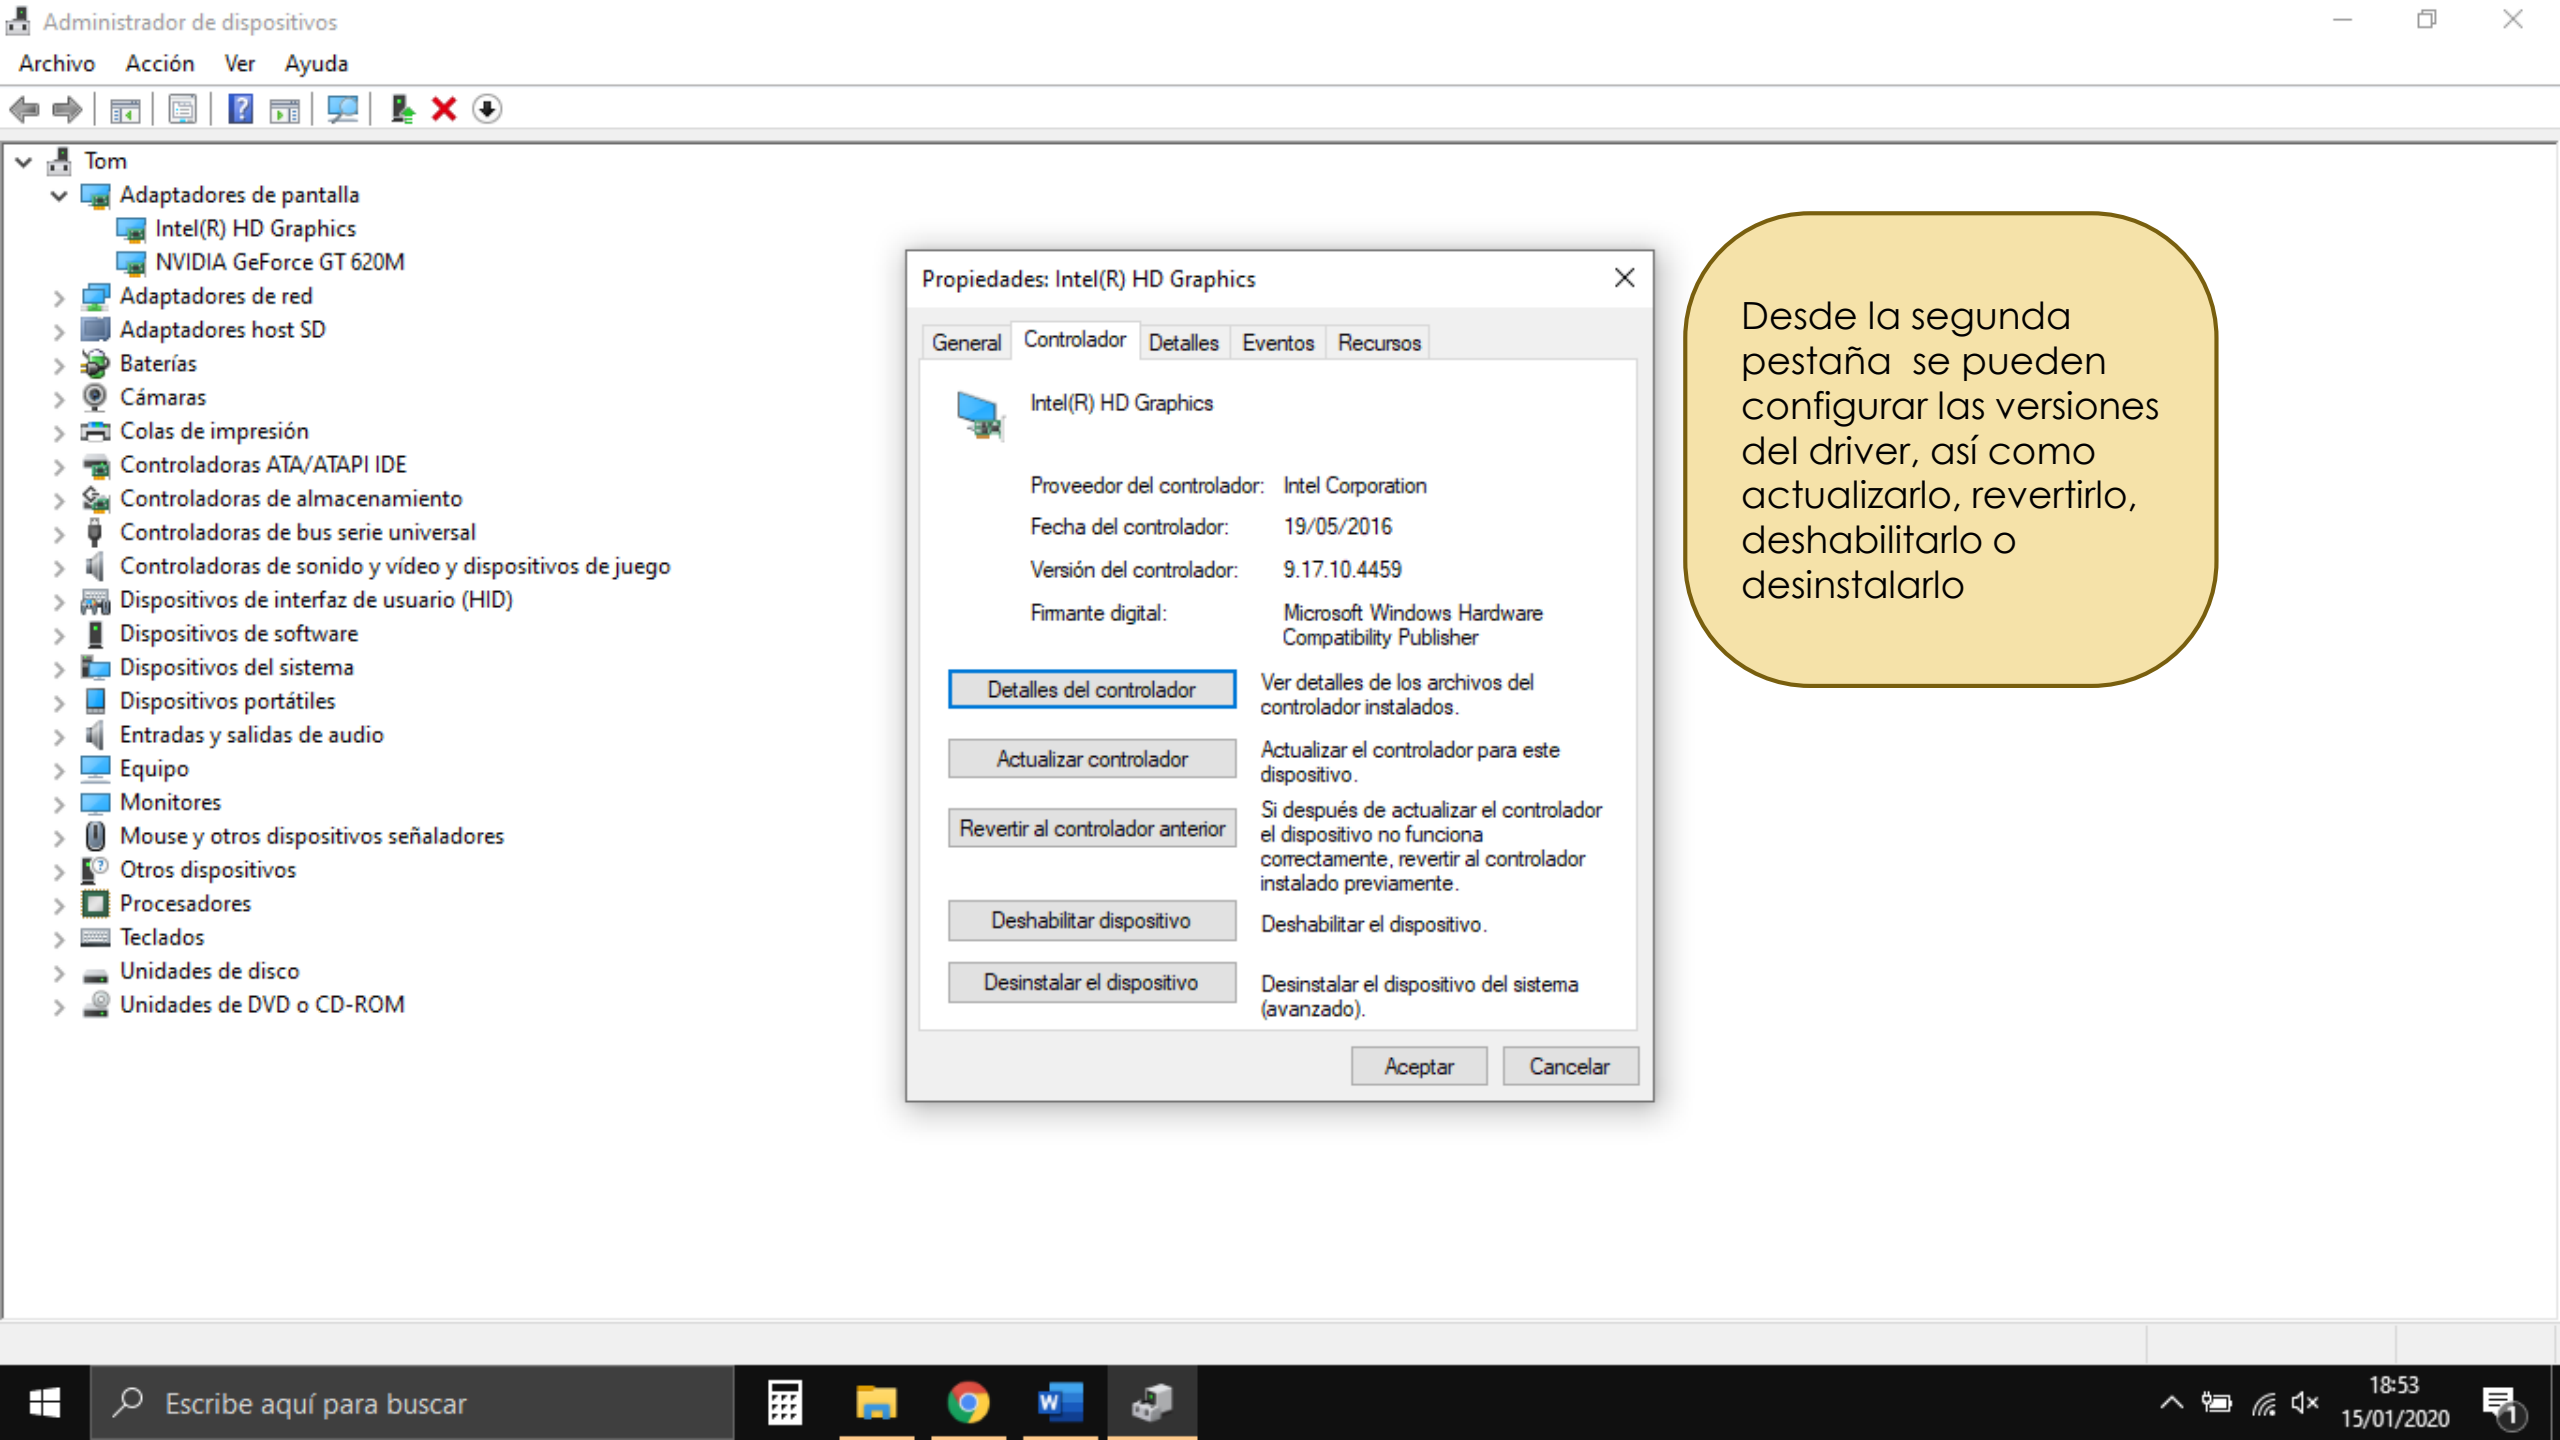 Administrador de dispositivos
Archivo Acción Ver Ayuda
Tom
Adaptadores de pantalla
Intel(R) HD Graphics
NVIDIA GeForce GT 620M
Adaptadores de red
Adaptadores host SD
Baterías
Cámaras
Colas de impresión
Controladoras ATA/ATAPI IDE
Controladoras de almacenamiento
Controladoras de bus serie universal
Controladoras de sonido y vídeo y dispositivos de juego
Dispositivos de interfaz de usuario (HID)
Dispositivos de software
Dispositivos del sistema
Dispositivos portátiles
Entradas y salidas de audio
Equipo
Monitores
Mouse y otros dispositivos señaladores
Otros dispositivos
Procesadores
Teclados
Unidades de disco
Unidades de DVD o CD-ROM
Propiedades: Intel(R) HD Graphics
General Controlador Detalles Eventos Recursos
Intel(R) HD Graphics
Proveedor del controlador: Intel Corporation
Fecha del controlador: 19/05/2016
Versión del controlador: 9.17.10.4459
Firmante digital: Microsoft Windows Hardware
Compatibility Publisher
Detalles del controlador
Ver detalles de los archivos del
controlador instalados.
Actualizar controlador
Actualizar el controlador para este
dispositivo.
Revertir al controlador anterior
Si después de actualizar el controlador
el dispositivo no funciona
correctamente, revertir al controlador
instalado previamente.
Deshabilitar dispositivo
Deshabilitar el dispositivo.
Desinstalar el dispositivo
Desinstalar el dispositivo del sistema
(avanzado).
Aceptar Cancelar
Desde la segunda
pestaña se pueden
configurar las versiones
del driver, así como
actualizarlo, revertirlo,
deshabilitarlo o
desinstalarlo
Escribe aquí para buscar
W
18:53
15/01/2020
1